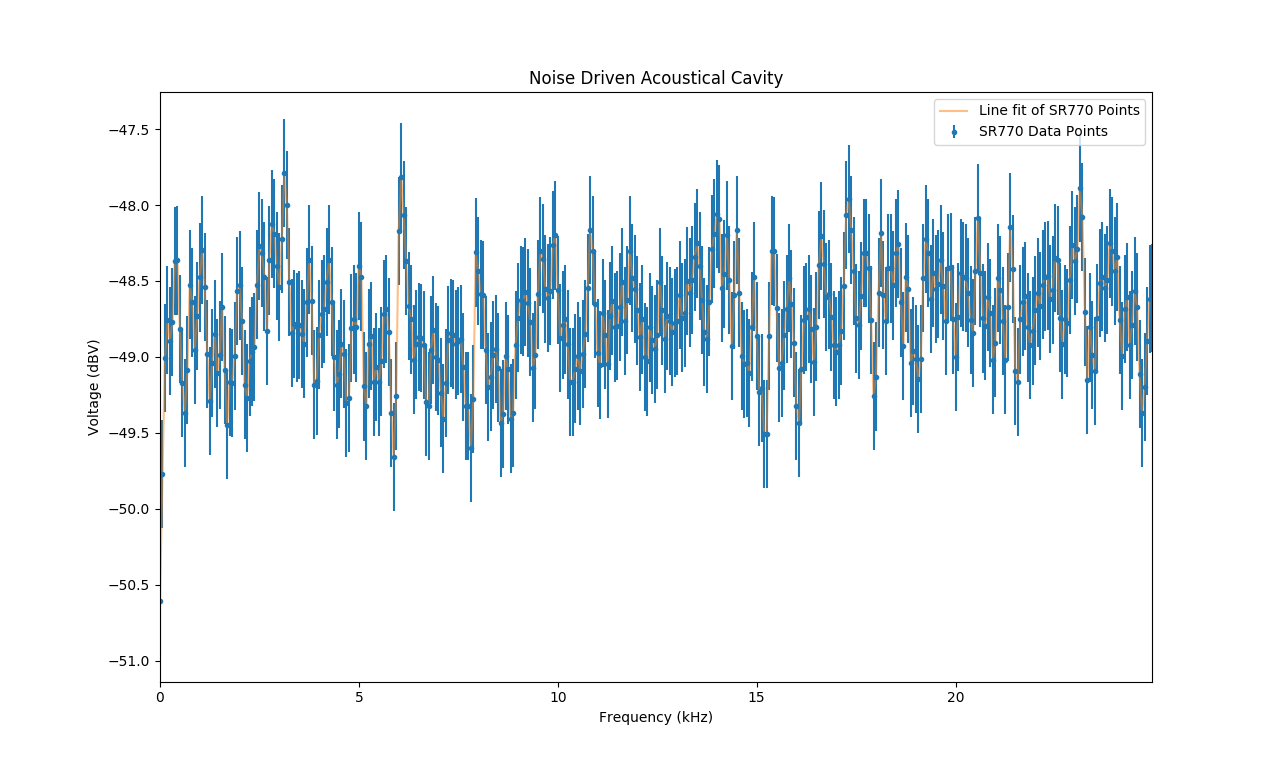 Noise Driven Acoustical Cavity
Line fit of SR770 Points
SR770 Data Points
Voltage (dBV)
−47.5
−48.0
−48.5
−49.0
−49.5
−50.0
−50.5
−51.0
0 5 10 15 20
Frequency (kHz)